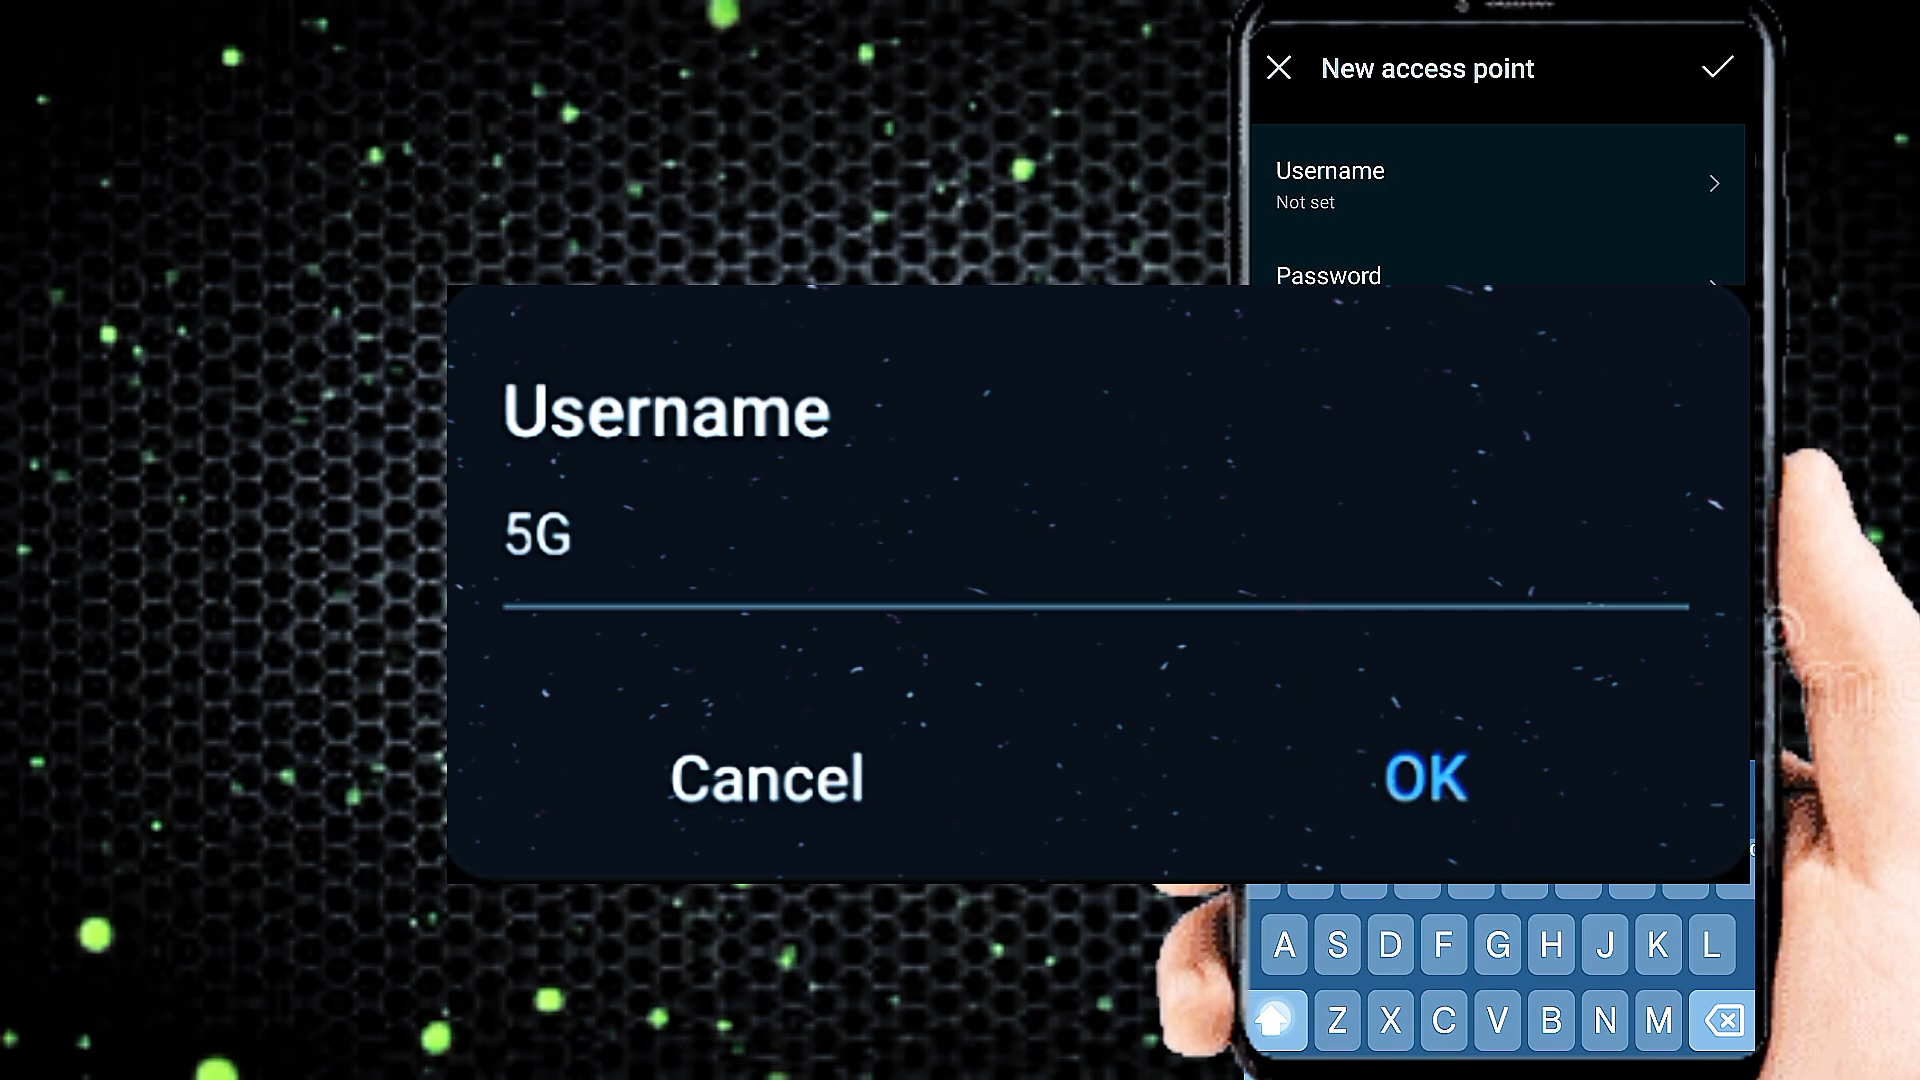 New access point
Username
Not set
Password
Username
5G
Cancel
OK
A S D F G H J K L
Z X C V B N M